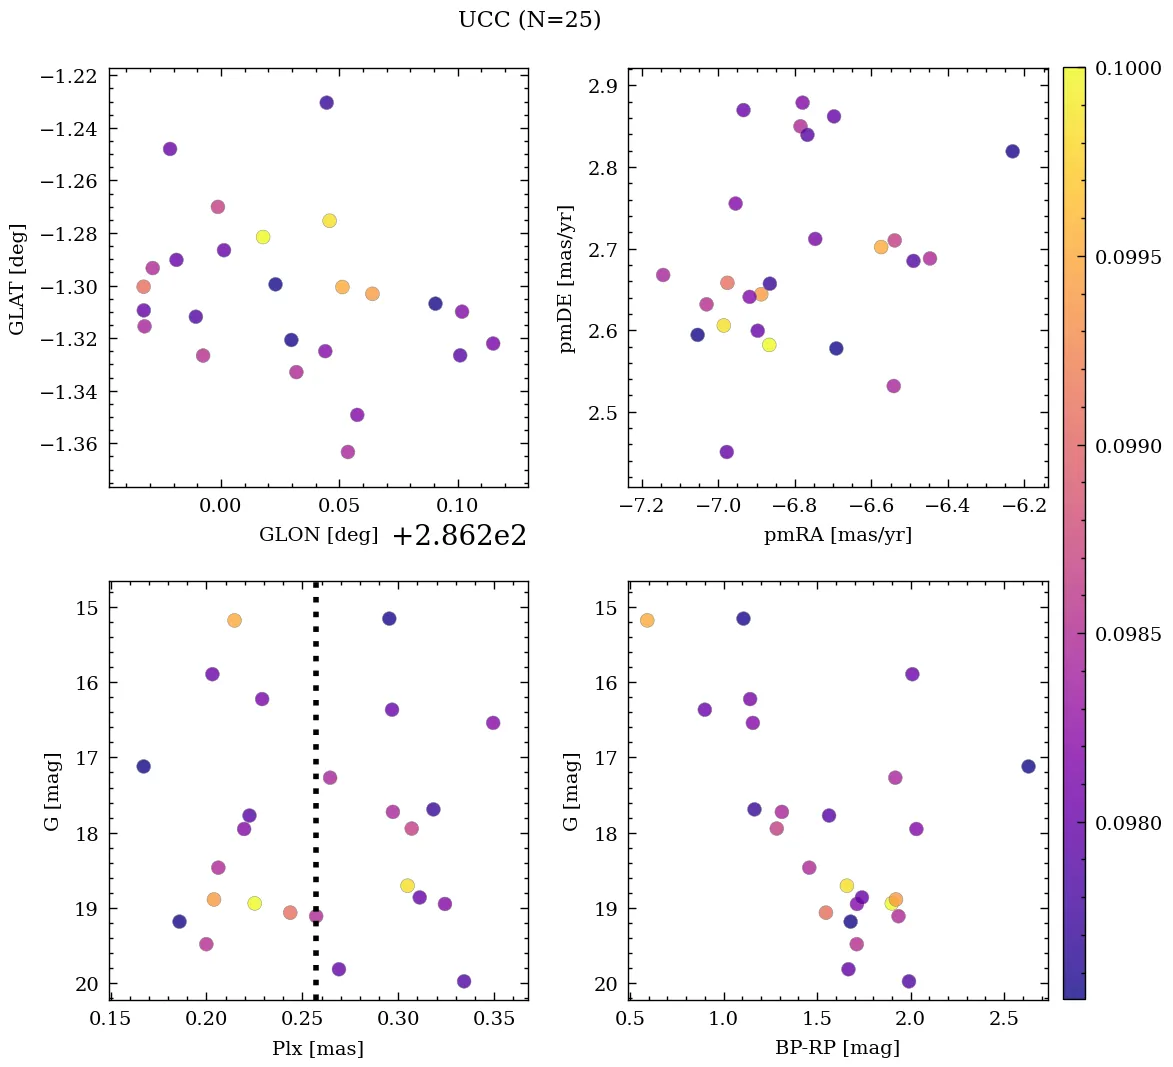 UCC (N=25)
−1.22
−1.24
−1.26
−1.28
−1.30
−1.32
−1.34
−1.36
GLAT [deg]
0.00 0.05 0.10
GLON [deg] +2.862e2
2.9
2.8
2.7
2.6
2.5
pmDE [mas/yr]
−7.2 −7.0 −6.8 −6.6 −6.4 −6.2
pmRA [mas/yr]
0.1000
0.0995
0.0990
0.0985
0.0980
15
16
17
18
19
20
G [mag]
0.15 0.20 0.25 0.30 0.35
Plx [mas]
15
16
17
18
19
20
G [mag]
0.5 1.0 1.5 2.0 2.5
BP-RP [mag]